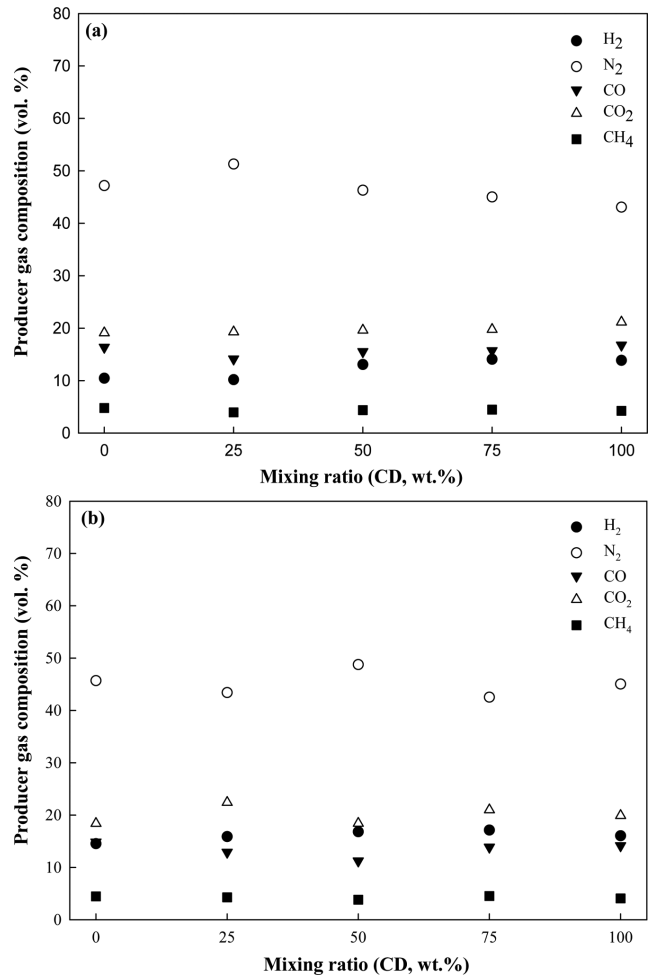 (a)
H2
N2
CO
CO2
CH4
80
70
60
50
40
30
20
10
0
0 25 50 75 100
Producer gas composition (vol. %)
Mixing ratio (CD, wt.%)
(b)
H2
N2
CO
CO2
CH4
80
70
60
50
40
30
20
10
0
0 25 50 75 100
Producer gas composition (vol. %)
Mixing ratio (CD, wt.%)